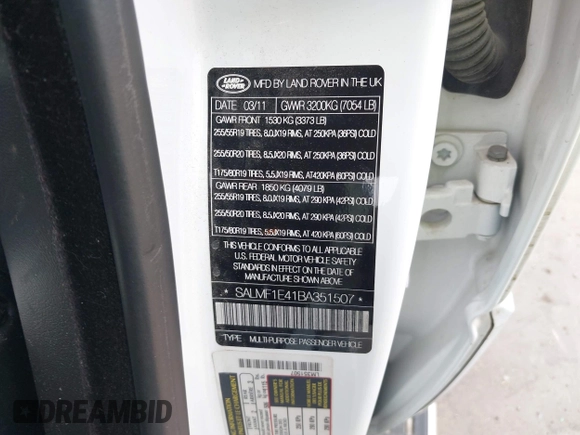 LAND ROVER
MFD BY LAND ROVER IN THE UK
DATE 03/11 GVWR 3200KG (7054 LB)
GAWR FRONT 1530 KG (3373 LB)
255/55R19 TIRES, 8.0JX19 RIMS, AT 250KPA (36PSI) COLD
255/50R20 TIRES, 8.5JX20 RIMS, AT 250KPA (36PSI) COLD
T175/80R19 TIRES, 5.5JX19 RIMS, AT420KPA (60PSI) COLD
GAWR REAR 1850 KG (4079 LB)
255/55R19 TIRES, 8.0JX19 RIMS, AT 290 KPA (42PSI) COLD
255/50R20 TIRES, 8.5JX20 RIMS, AT 290 KPA (42PSI) COLD
T175/80R19 TIRES, 5.5JX19 RIMS, AT 420 KPA (60PSI) COLD
THIS VEHICLE CONFORMS TO ALL APPLICABLE
U.S. FEDERAL MOTOR VEHICLE SAFETY
STANDARDS IN EFFECT ON THE DATE OF
MANUFACTURE SHOWN ABOVE
* SALMF1E41BA351507 *
TYPE MULTI-PURPOSE PASSENGER VEHICLE
DREAMBID